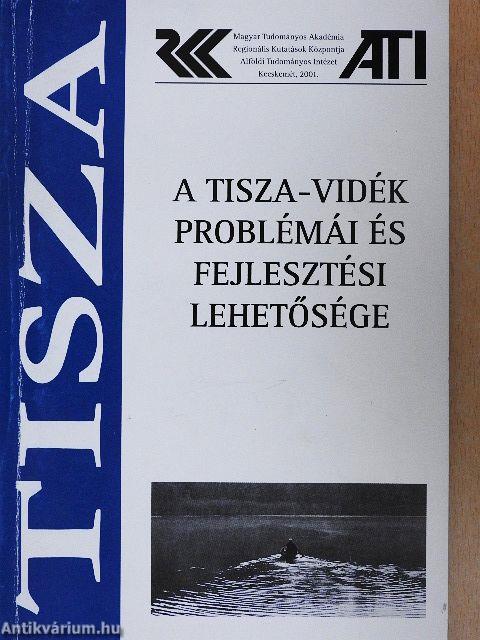 TISZA
RKK
Magyar Tudományos Akadémia
Regionális Kutatások Központja
Alföldi Tudományos Intézet
Kecskemét, 2001.
ATI
A TISZA-VIDÉK
PROBLÉMÁI ÉS
FEJLESZTÉSI
LEHETŐSÉGE
Antikvárium.hu